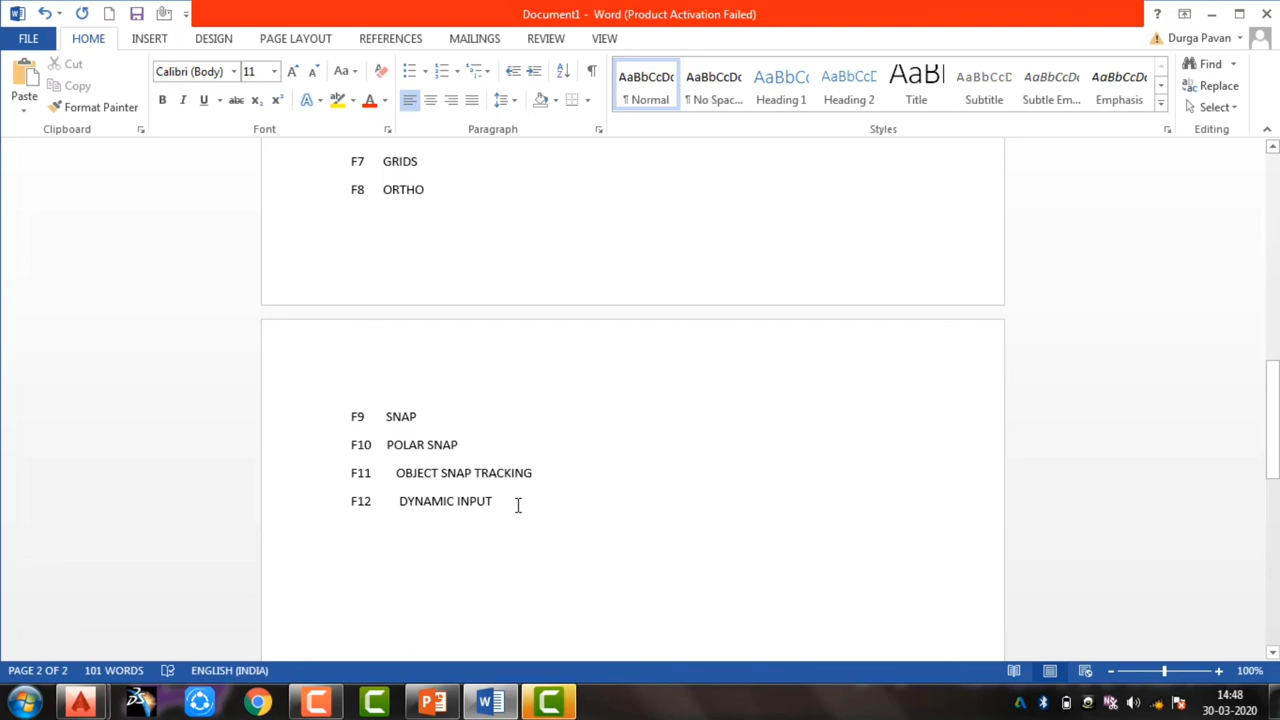 Document1 - Word (Product Activation Failed)
FILE HOME INSERT DESIGN PAGE LAYOUT REFERENCES MAILINGS REVIEW VIEW Durga Pavan
Cut
Copy
Format Painter
Paste
Clipboard
Calibri (Body) 11
Font
Paragraph
AaBbCcDc AaBbCcDc AaBbC AaBbCcD AaBl AaBbCcD AaBbCcDc AaBbCcDc
¶ Normal ¶ No Spac... Heading 1 Heading 2 Title Subtitle Subtle Em... Emphasis
Styles
Find
Replace
Select
Editing
F7 GRIDS
F8 ORTHO
F9 SNAP
F10 POLAR SNAP
F11 OBJECT SNAP TRACKING
F12 DYNAMIC INPUT
PAGE 2 OF 2 101 WORDS ENGLISH (INDIA) 100%
14:48
30-03-2020